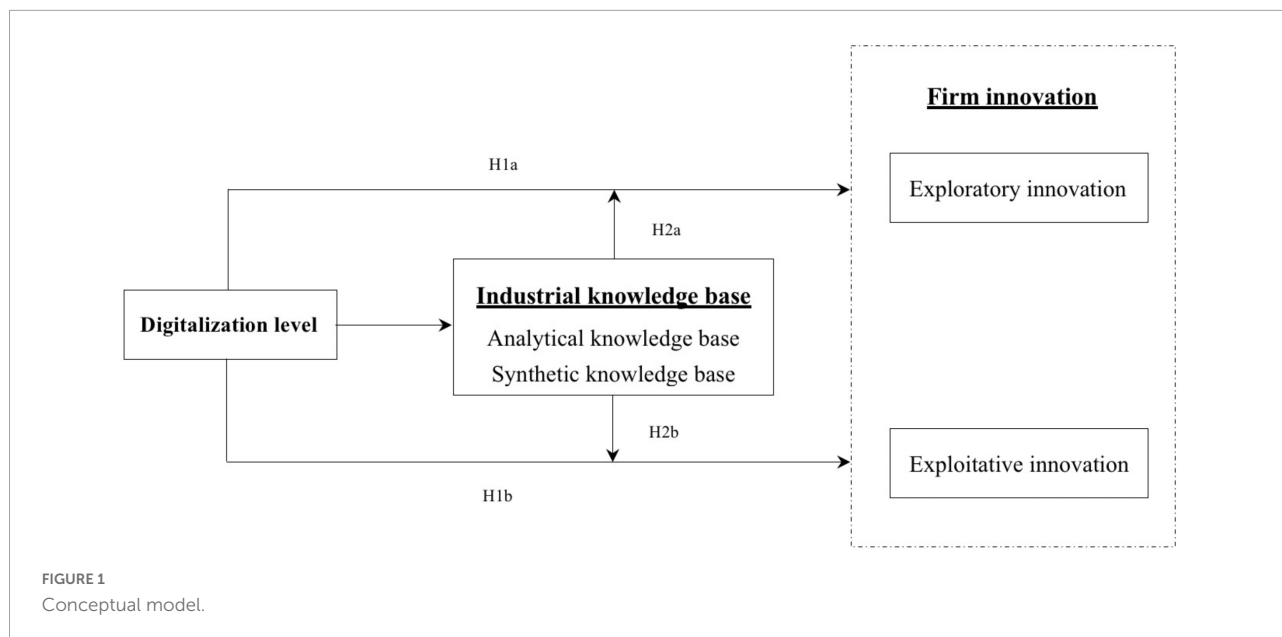 Firm innovation
H1a
Exploratory innovation
H2a
Industrial knowledge base
Digitalization level
Analytical knowledge base
Synthetic knowledge base
H2b
Exploitative innovation
H1b
FIGURE 1
Conceptual model.